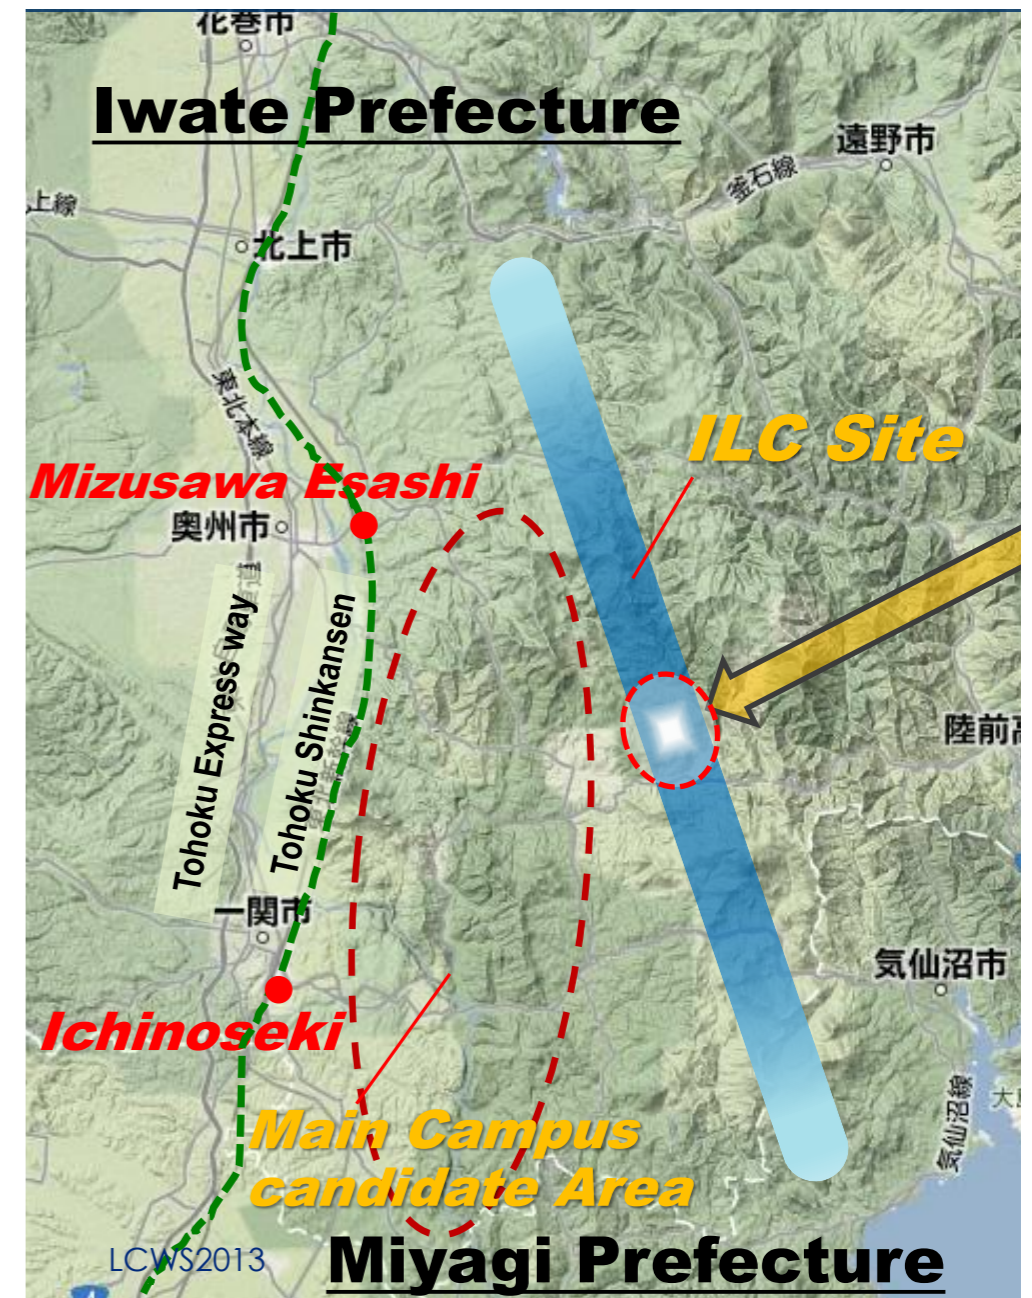 花巻市
Iwate Prefecture
遠野市
釜石線
上線
北上市
東北本線
ILC Site
Mizusawa Esashi
奥州市
道
Tohoku Express way
Tohoku Shinkansen
陸前高
一関市
気仙沼市
Ichinoseki
気仙沼線
大島
Main Campus
candidate Area
LCWS2013
Miyagi Prefecture